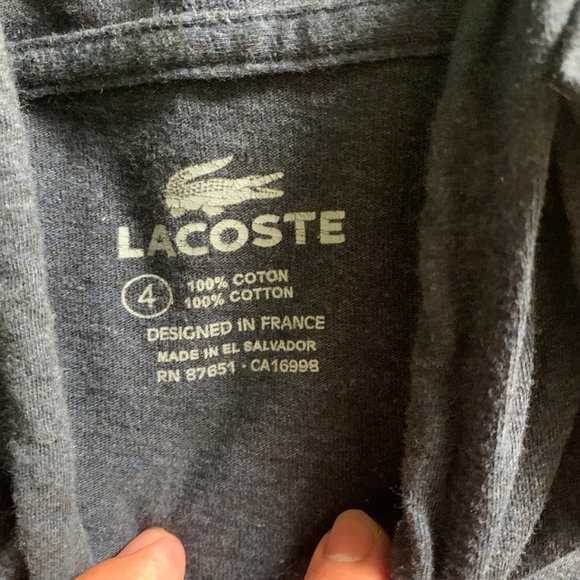 LACOSTE
4
100% COTON
100% COTTON
DESIGNED IN FRANCE
MADE IN EL SALVADOR
RN 87651 · CA16998